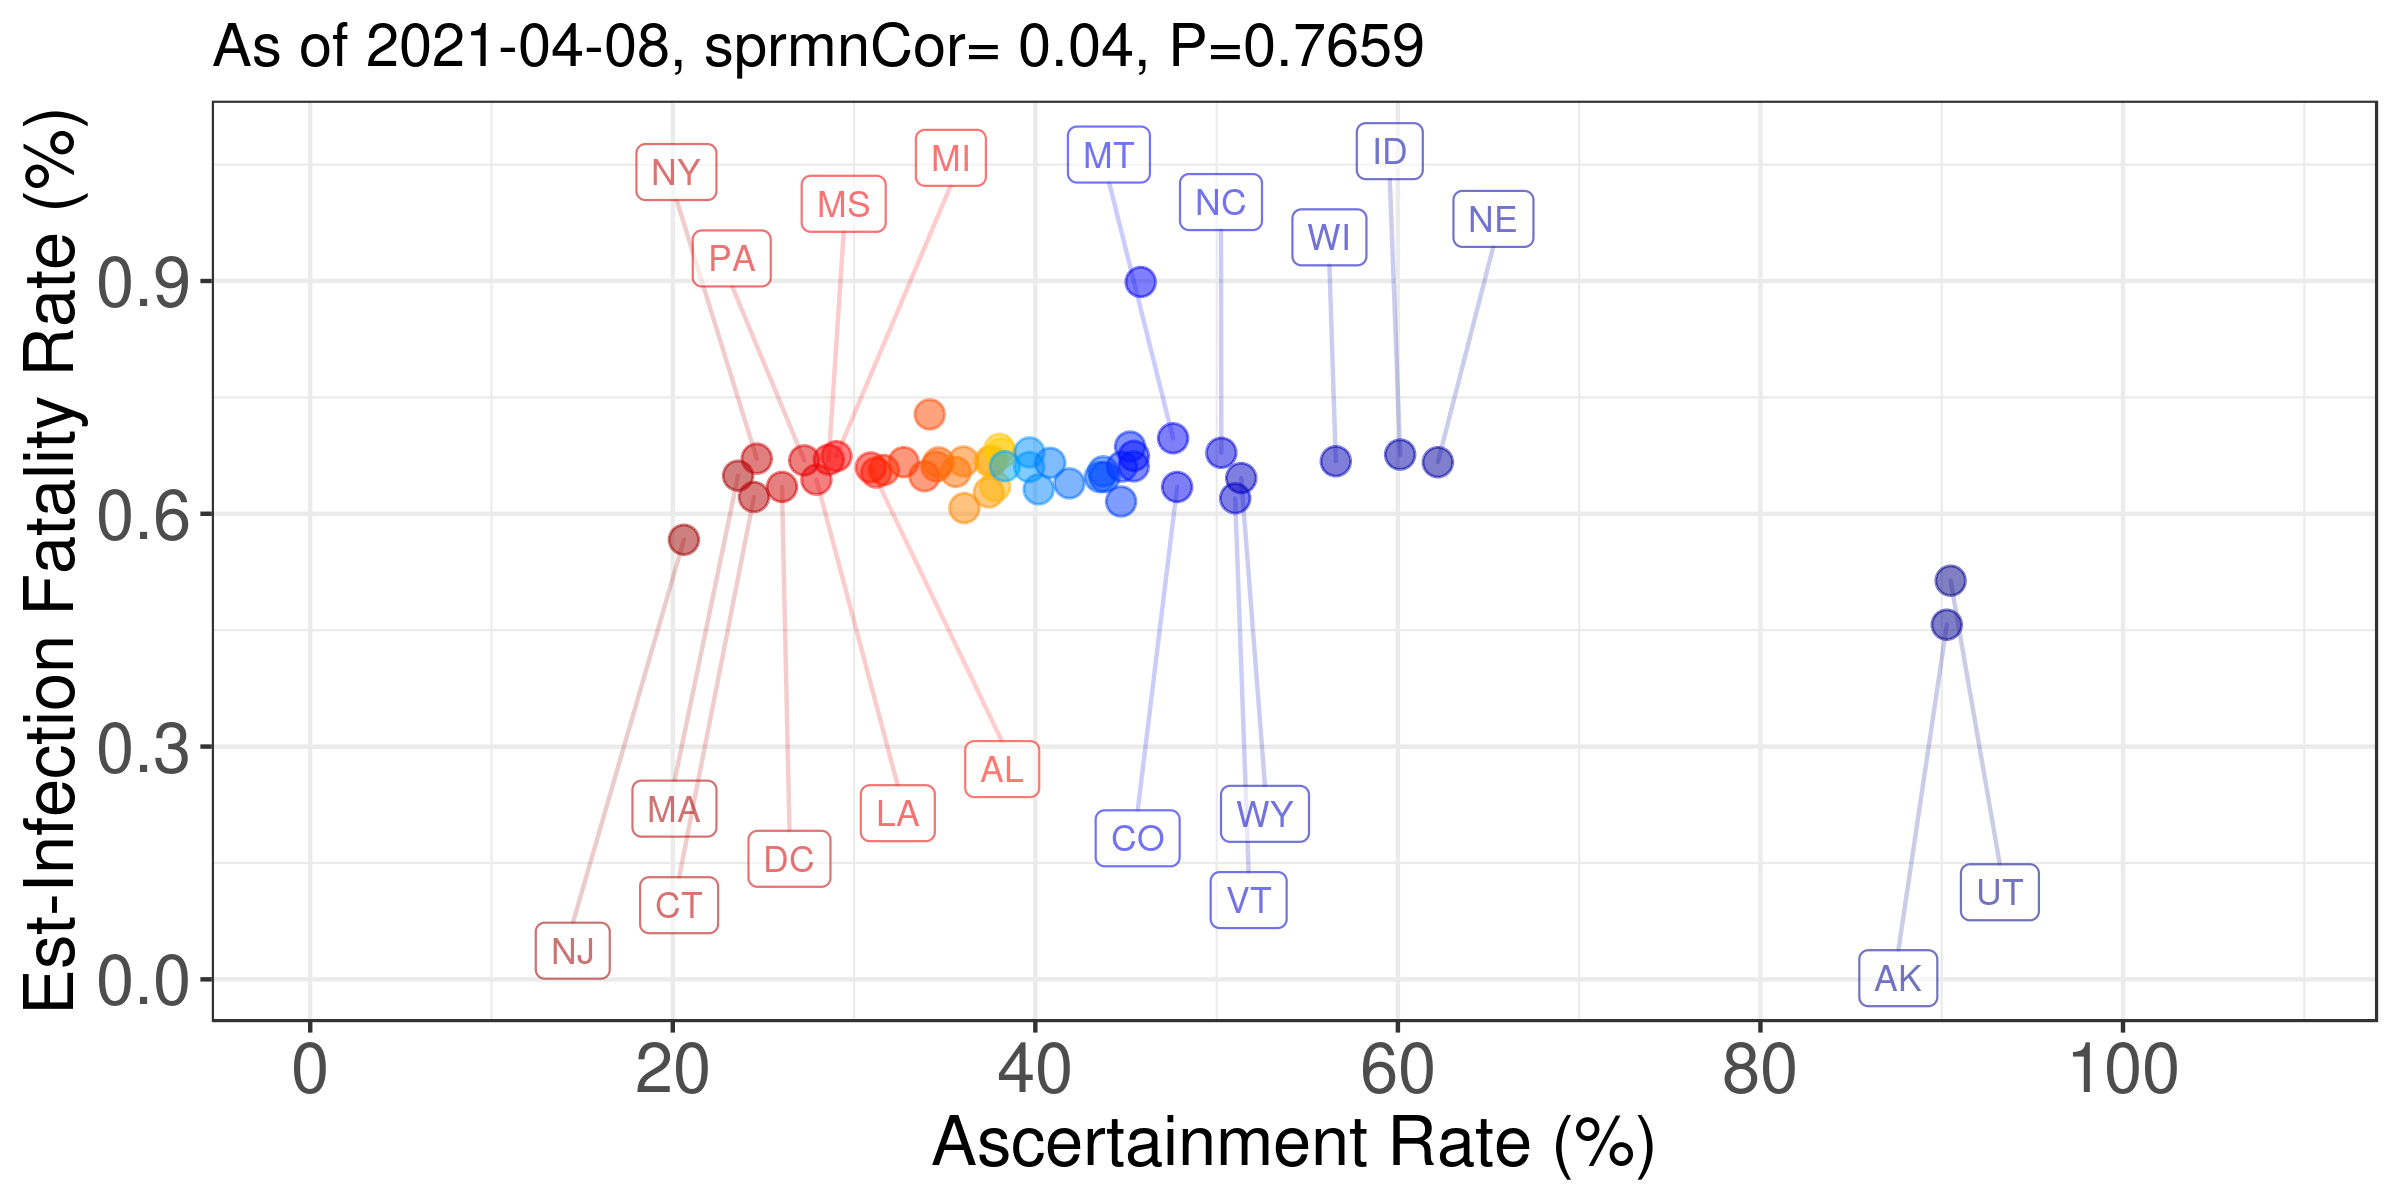 As of 2021-04-08, sprmnCor= 0.04, P=0.7659
Est-Infection Fatality Rate (%)
0.9
0.6
0.3
0.0
NY
PA
MS
MI
MT
NC
WI
ID
NE
NJ
MA
CT
DC
LA
AL
CO
WY
VT
AK
UT
0
20
40
60
80
100
Ascertainment Rate (%)